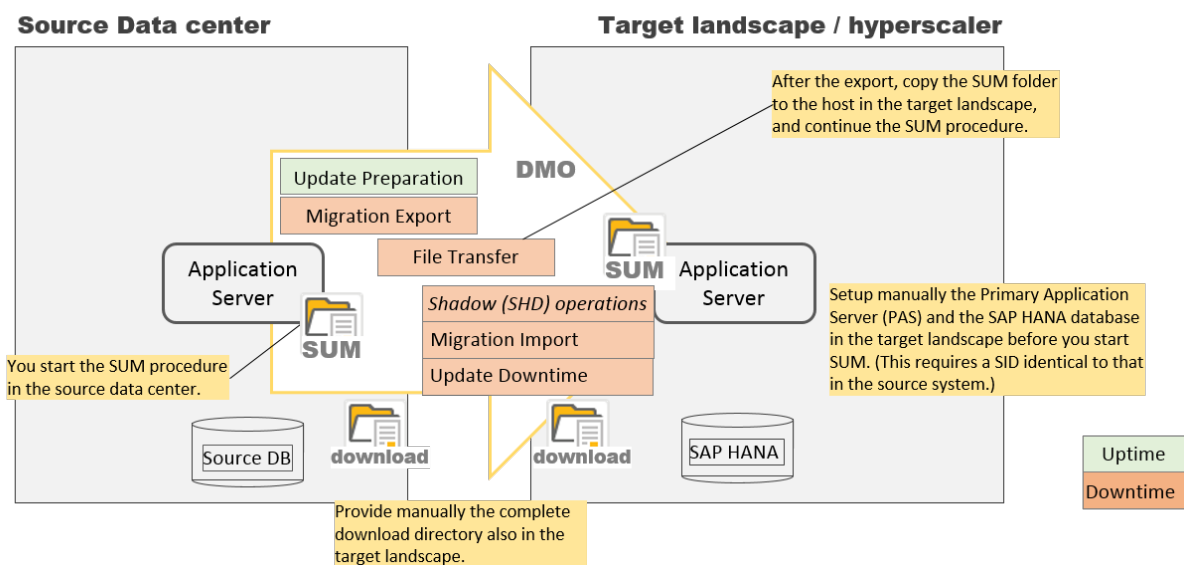 Source Data center
Target landscape / hyperscaler
After the export, copy the SUM folder
to the host in the target landscape,
and continue the SUM procedure.
DMO
Update Preparation
Migration Export
File Transfer
Application
Server
SUM
SUM
Application
Server
Shadow (SHD) operations
Migration Import
Update Downtime
Setup manually the Primary Application
Server (PAS) and the SAP HANA database
in the target landscape before you start
SUM. (This requires a SID identical to that
in the source system.)
You start the SUM procedure
in the source data center.
Source DB
download
download
SAP HANA
Uptime
Downtime
Provide manually the complete
download directory also in the
target landscape.